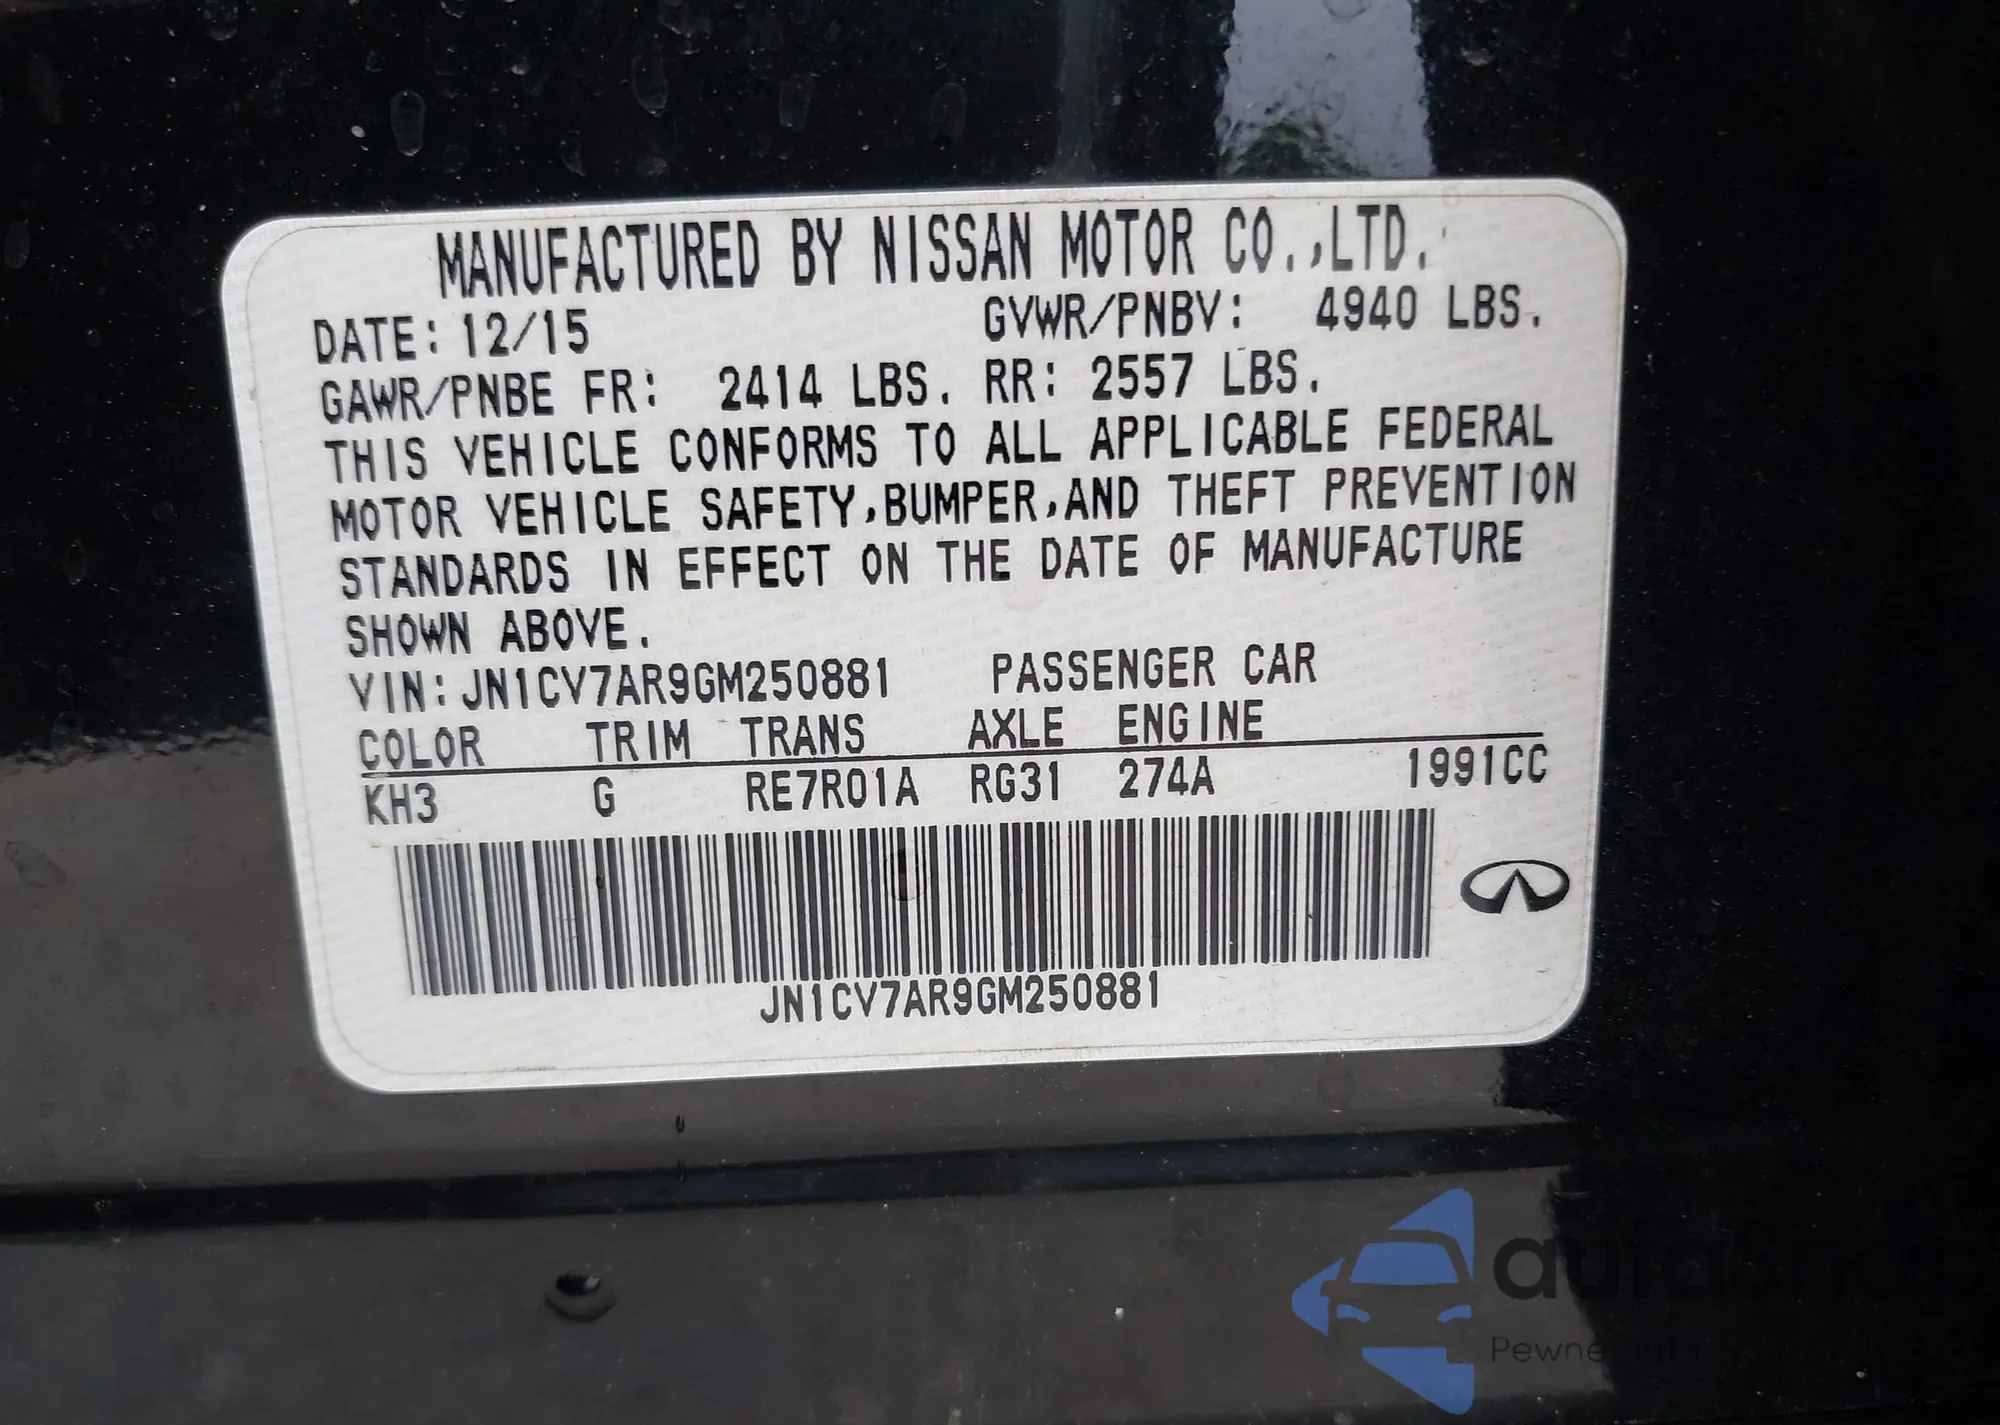 MANUFACTURED BY NISSAN MOTOR CO.,LTD.
DATE: 12/15 GVWR/PNBV: 4940 LBS.
GAWR/PNBE FR: 2414 LBS. RR: 2557 LBS.
THIS VEHICLE CONFORMS TO ALL APPLICABLE FEDERAL
MOTOR VEHICLE SAFETY,BUMPER,AND THEFT PREVENTION
STANDARDS IN EFFECT ON THE DATE OF MANUFACTURE
SHOWN ABOVE.
VIN:JN1CV7AR9GM250881 PASSENGER CAR
COLOR TRIM TRANS AXLE ENGINE
KH3 G RE7R01A RG31 274A 1991CC
JN1CV7AR9GM250881